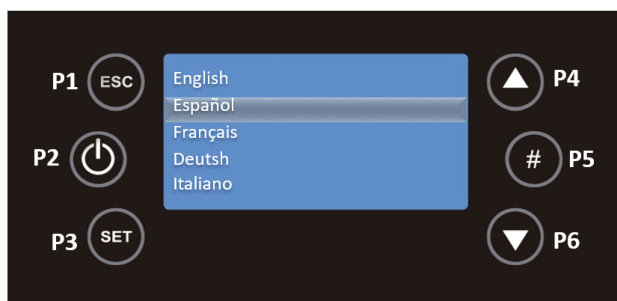 P1 ESC
English
P4
Español
Français
P2
Deutsh
# P5
Italiano
P3 SET
P6